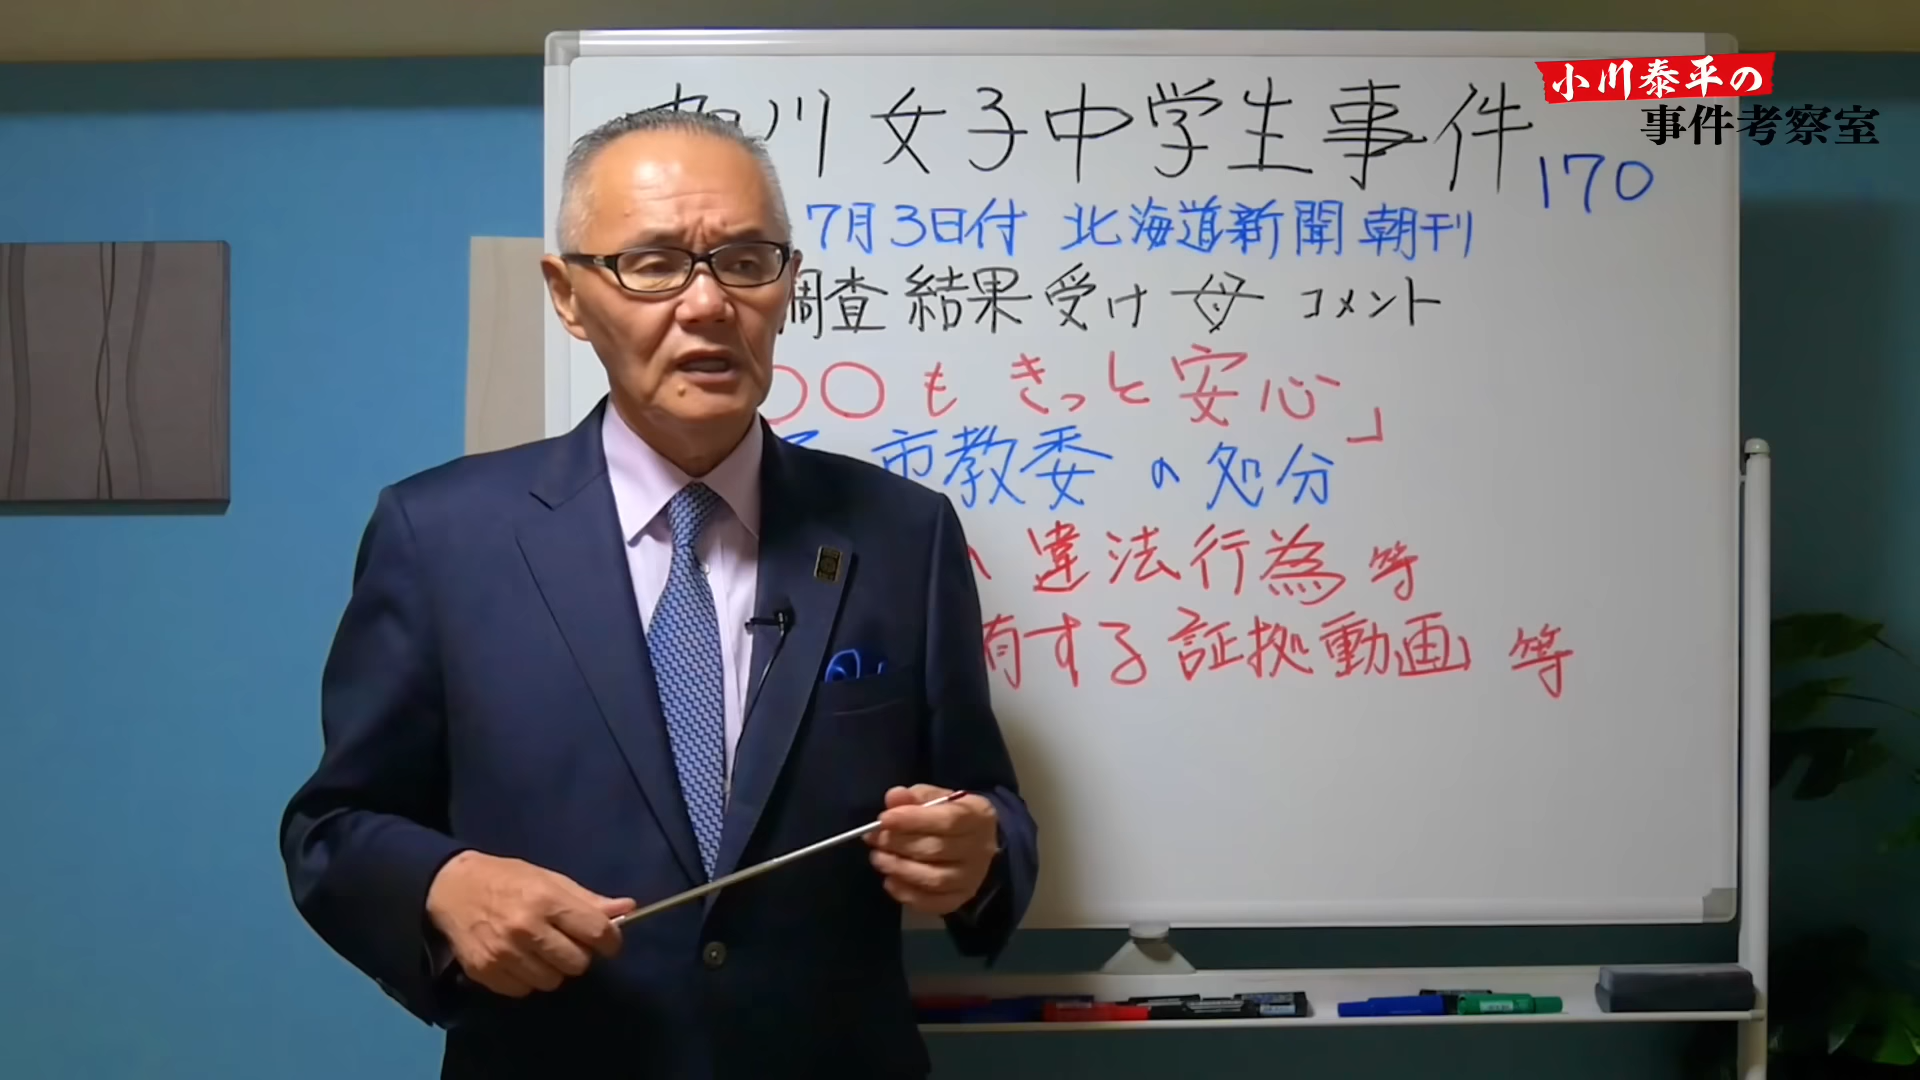 小川泰平の
事件考察室
川女子中学生事件
170
7月3日付 北海道新聞朝刊
調査結果受け母コメント
〇〇もきっと安心」
市教委の処分
違法行為等
有する証拠動画等